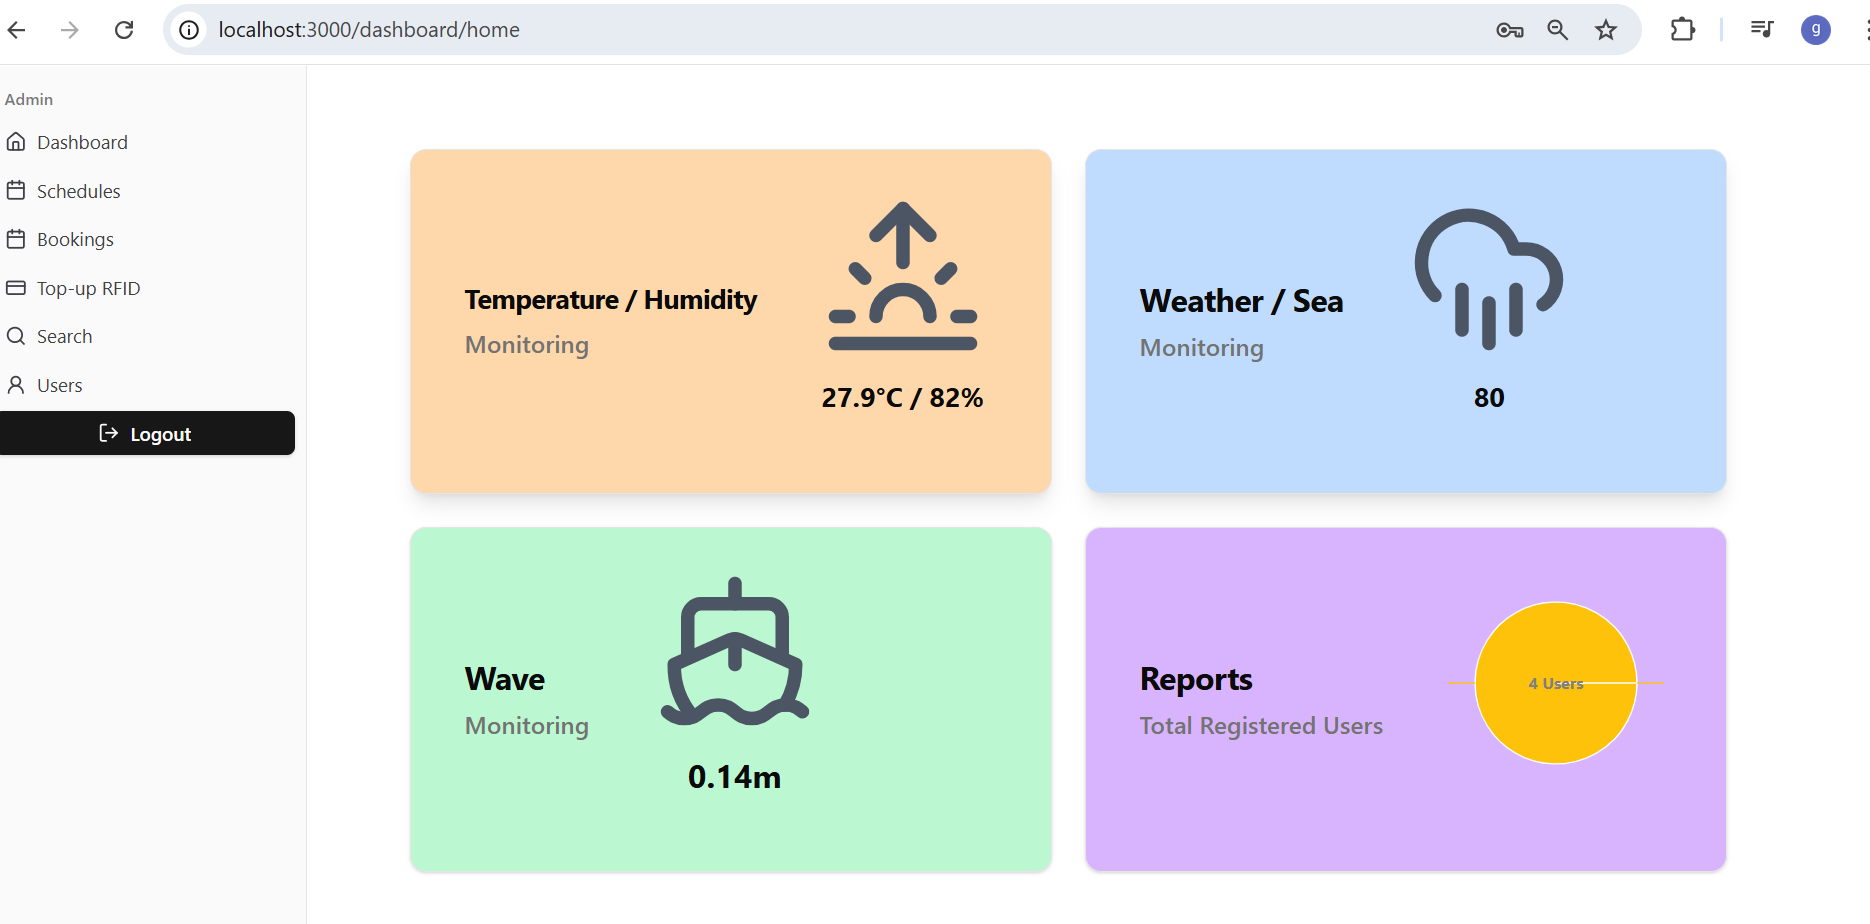 localhost:3000/dashboard/home
g
Admin
Dashboard
Schedules
Bookings
Top-up RFID
Search
Users
Logout
Temperature / Humidity
Monitoring
27.9°C / 82%
Weather / Sea
Monitoring
80
Wave
Monitoring
0.14m
Reports
Total Registered Users
4 Users